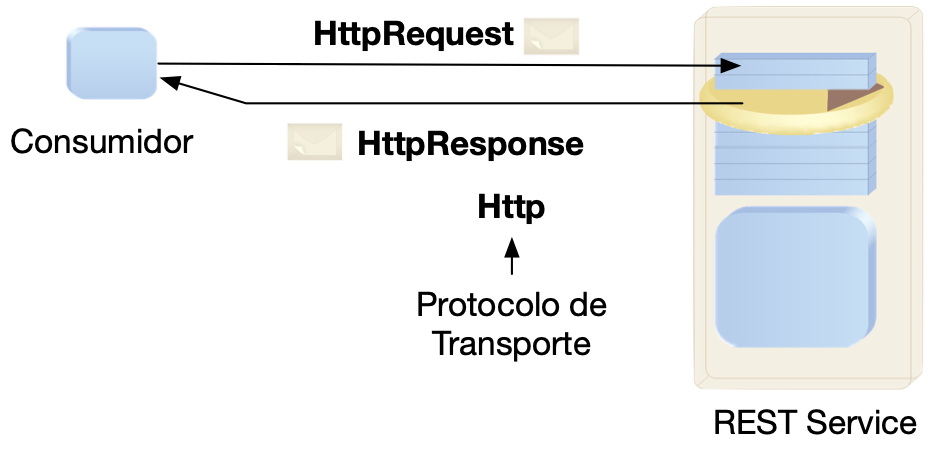 HttpRequest
Consumidor
HttpResponse
Http
Protocolo de
Transporte
REST Service